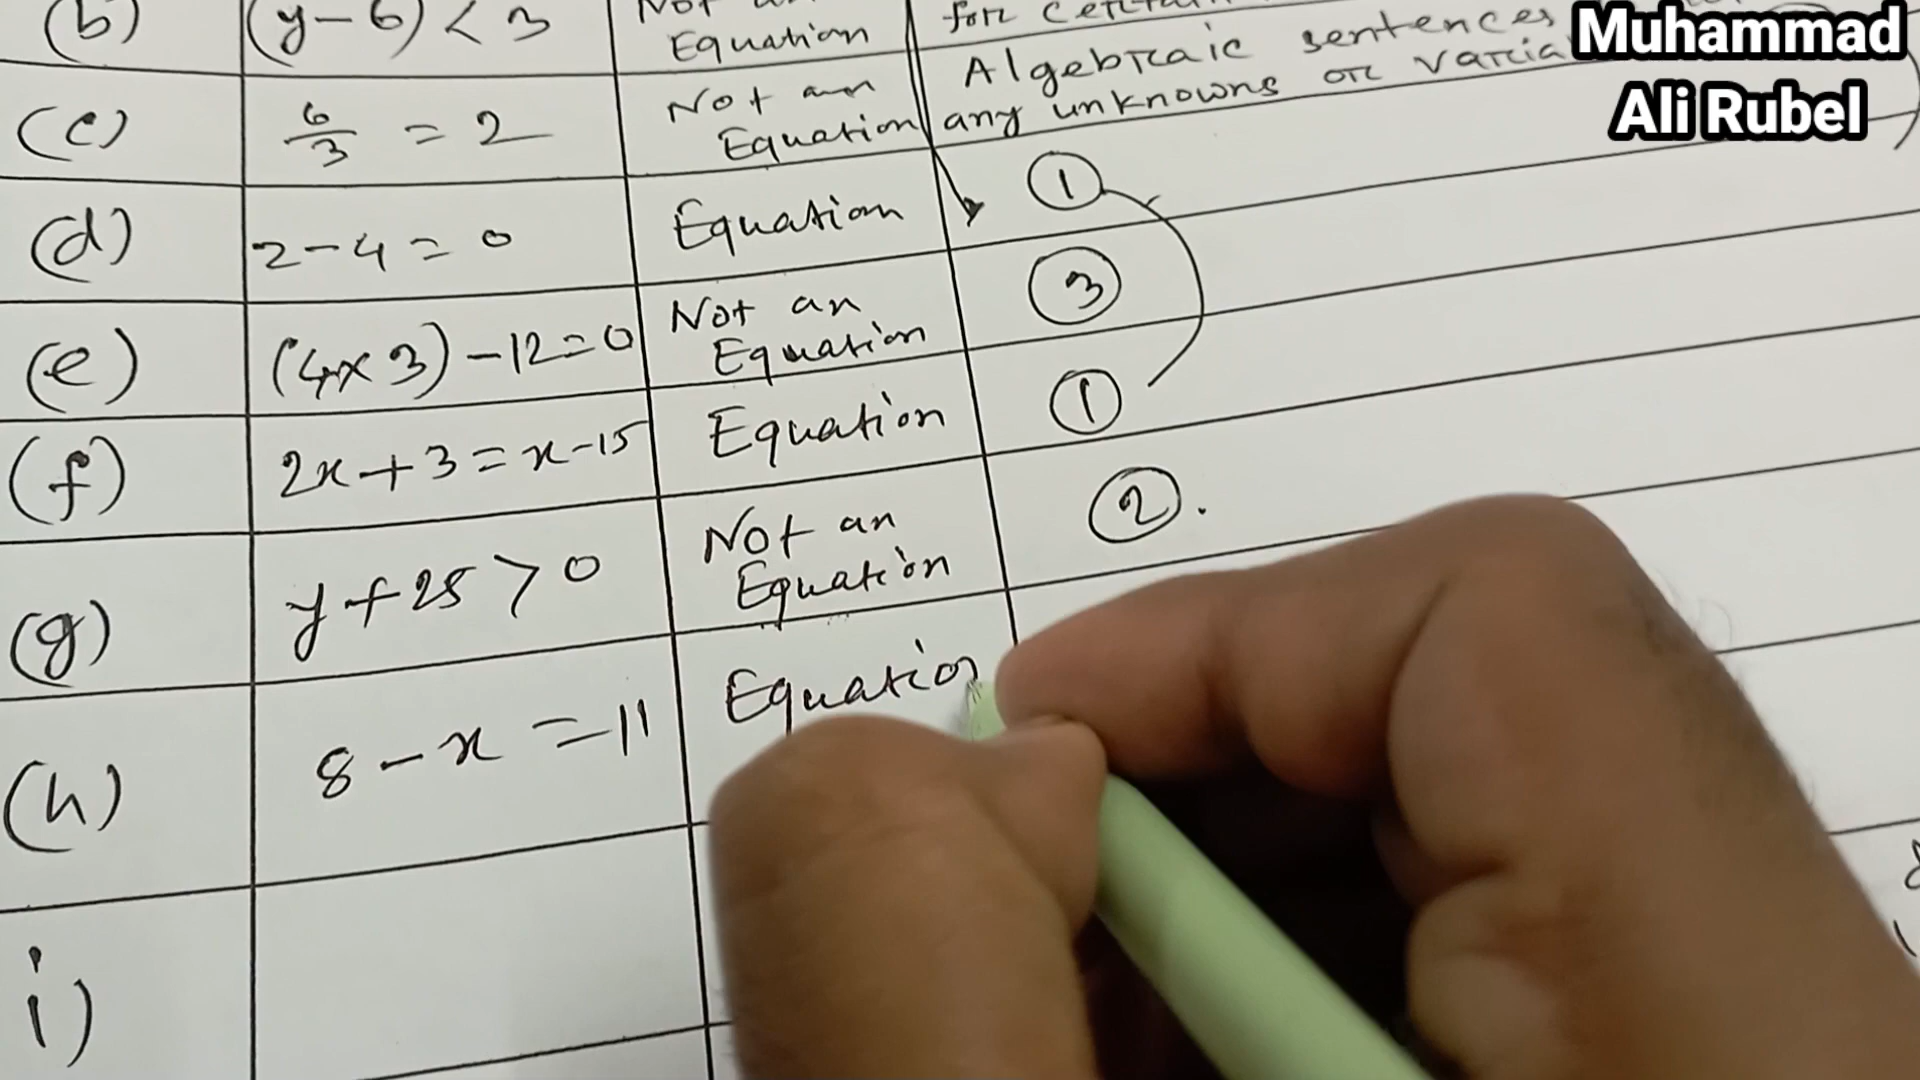 (b) (y-6) < 3 Not an Equation for
Algebraic sentences
any unknowns or varia
(c) 6/3 = 2 Not an Equation
(d) 2-4=0 Equation ①
(e) (4×3)-12=0 Not an Equation ③
(f) 2x+3=x-15 Equation ①
(g) y+25>0 Not an Equation ②.
(h) 8-x=-11 Equation
i)
Muhammad
Ali Rubel